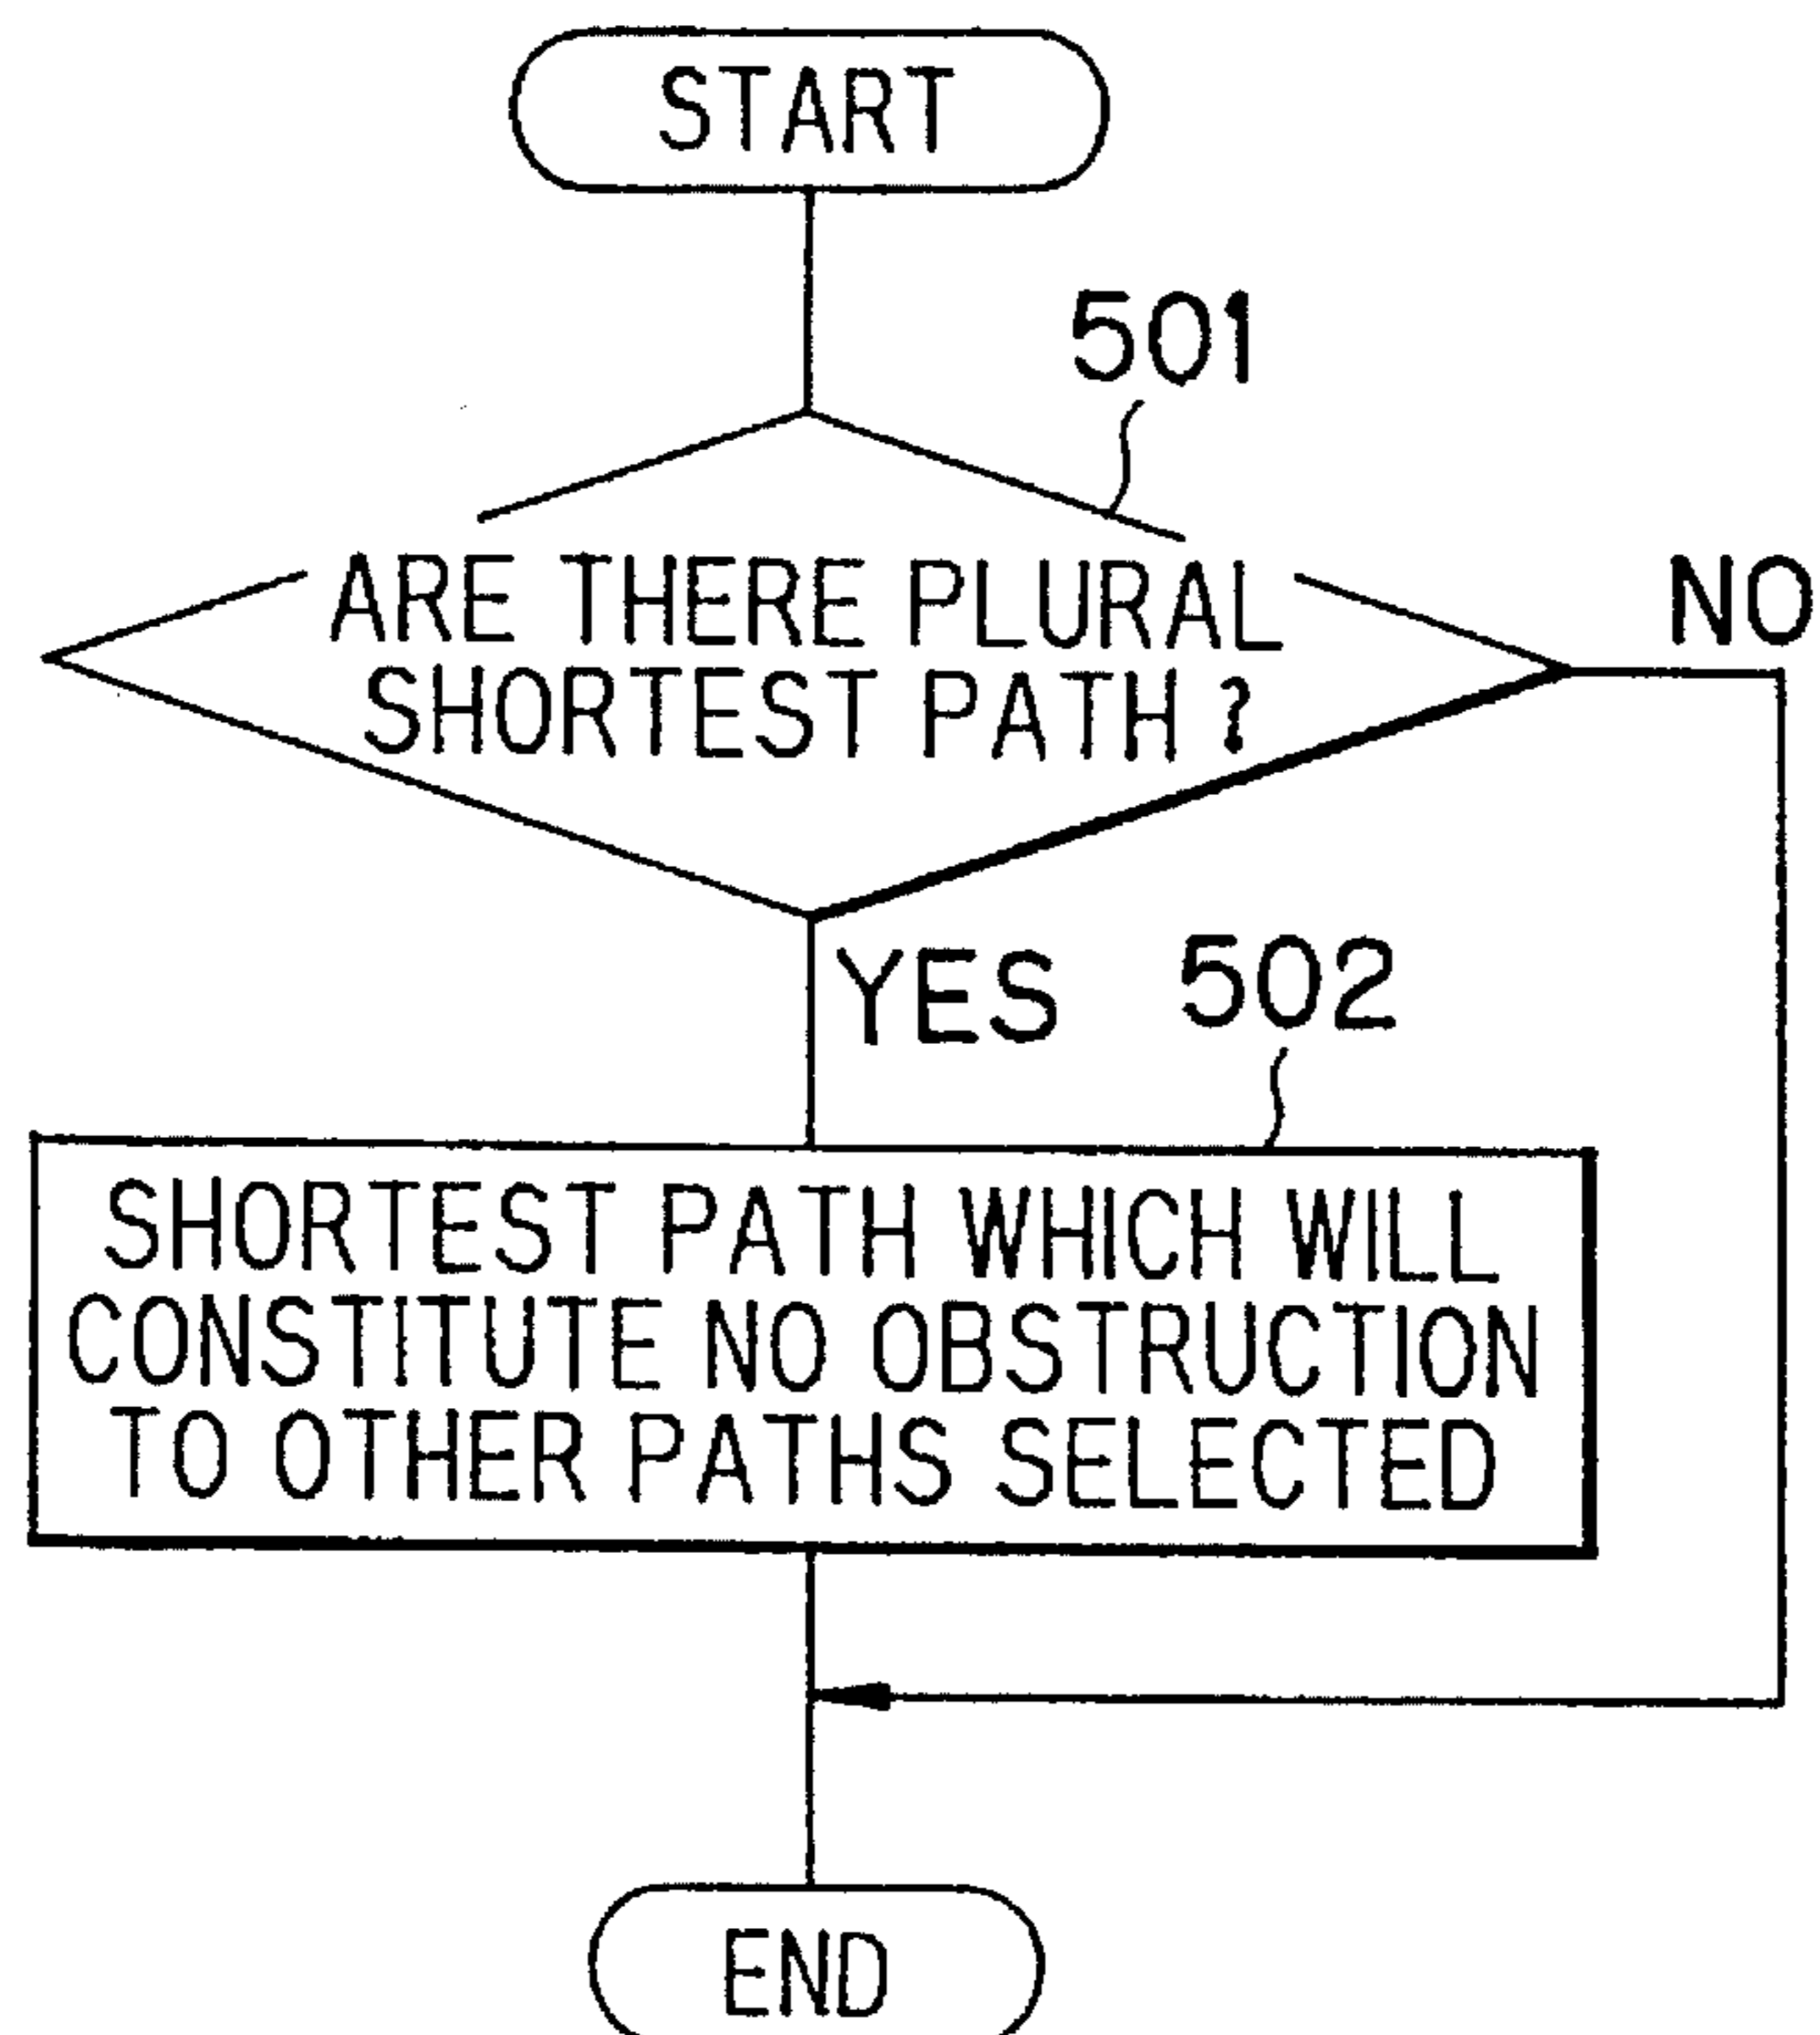 START
501
ARE THERE PLURAL
SHORTEST PATH ?
NO
YES
502
SHORTEST PATH WHICH WILL
CONSTITUTE NO OBSTRUCTION
TO OTHER PATHS SELECTED
END